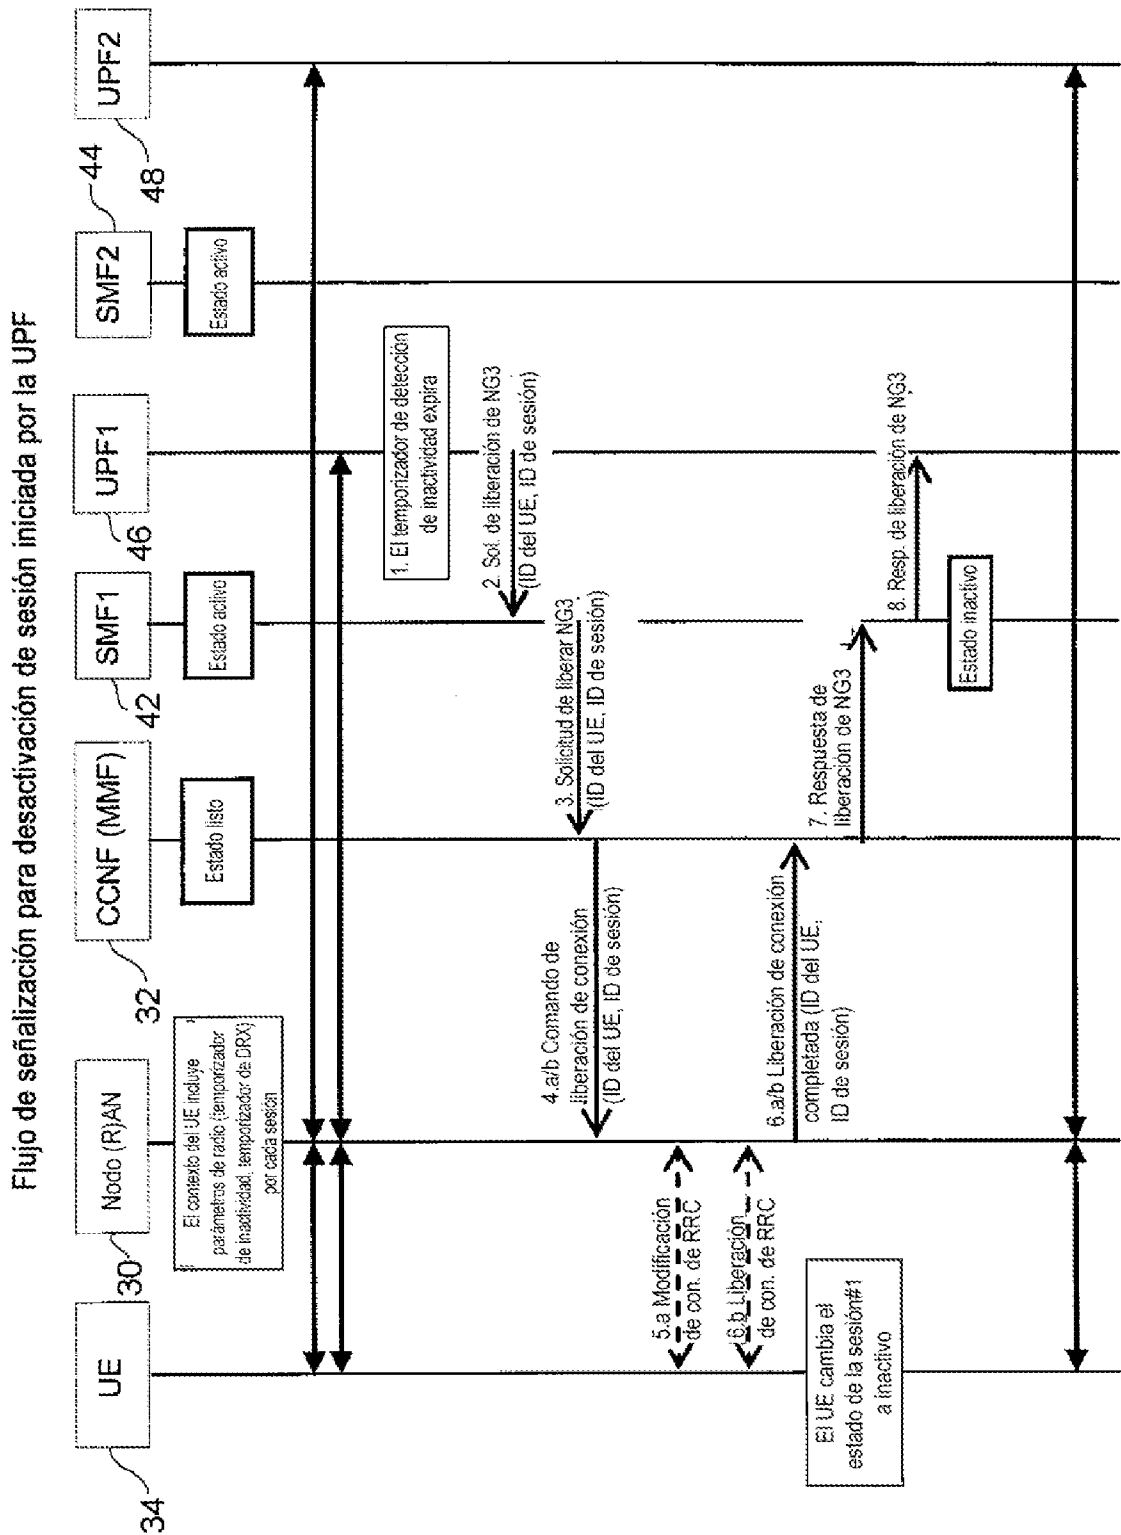 Flujo de señalización para desactivación de sesión iniciada por la UPF
UE
34
Nodo (R)AN
30
CCNF (MMF)
32
SMF1
42
UPF1
46
SMF2
44
UPF2
48
El contexto del UE incluye
parámetros de radio (temporizador
de inactividad, temporizador de DRX)
por cada sesión
Estado listo
Estado activo
Estado activo
1. El temporizador de detección
de inactividad expira
2. Sol. de liberación de NG3
(ID del UE, ID de sesión)
3. Solicitud de liberar NG3
(ID del UE, ID de sesión)
4.a/b Comando de
liberación de conexión
(ID del UE, ID de sesión)
5.a Modificación
de con. de RRC
6.b Liberación
de con. de RRC
6.a/b Liberación de conexión
completada (ID del UE,
ID de sesión)
El UE cambia el
estado de la sesión#1
a inactivo
7. Respuesta de
liberación de NG3
8. Resp. de liberación de NG3
Estado inactivo